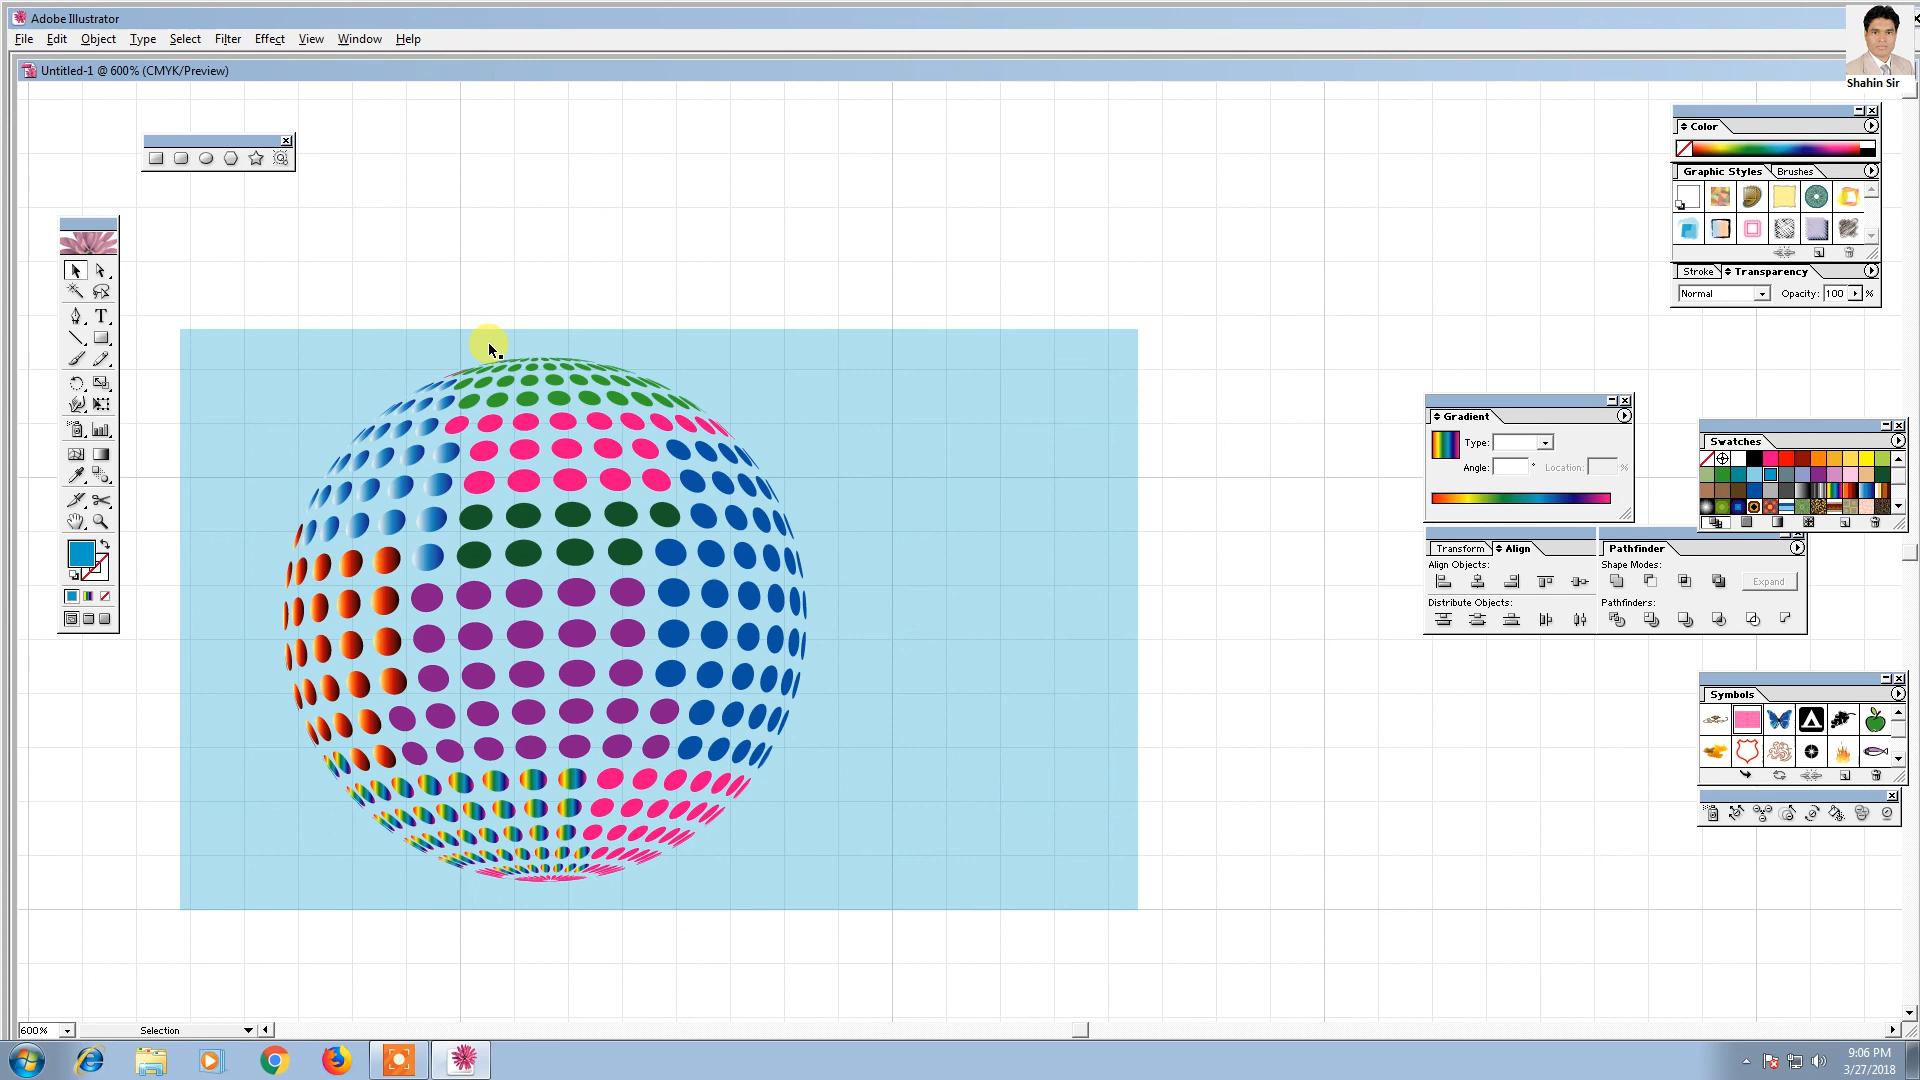 Adobe Illustrator
File Edit Object Type Select Filter Effect View Window Help
Shahin Sir
Untitled-1 @ 600% (CMYK/Preview)
Color
Graphic Styles Brushes
Stroke Transparency
Normal Opacity: 100 %
Gradient
Type:
Angle: ° Location: %
Swatches
Transform Align
Align Objects:
Distribute Objects:
Pathfinder
Shape Modes:
Expand
Pathfinders:
Symbols
T
600% Selection
9:06 PM
3/27/2018